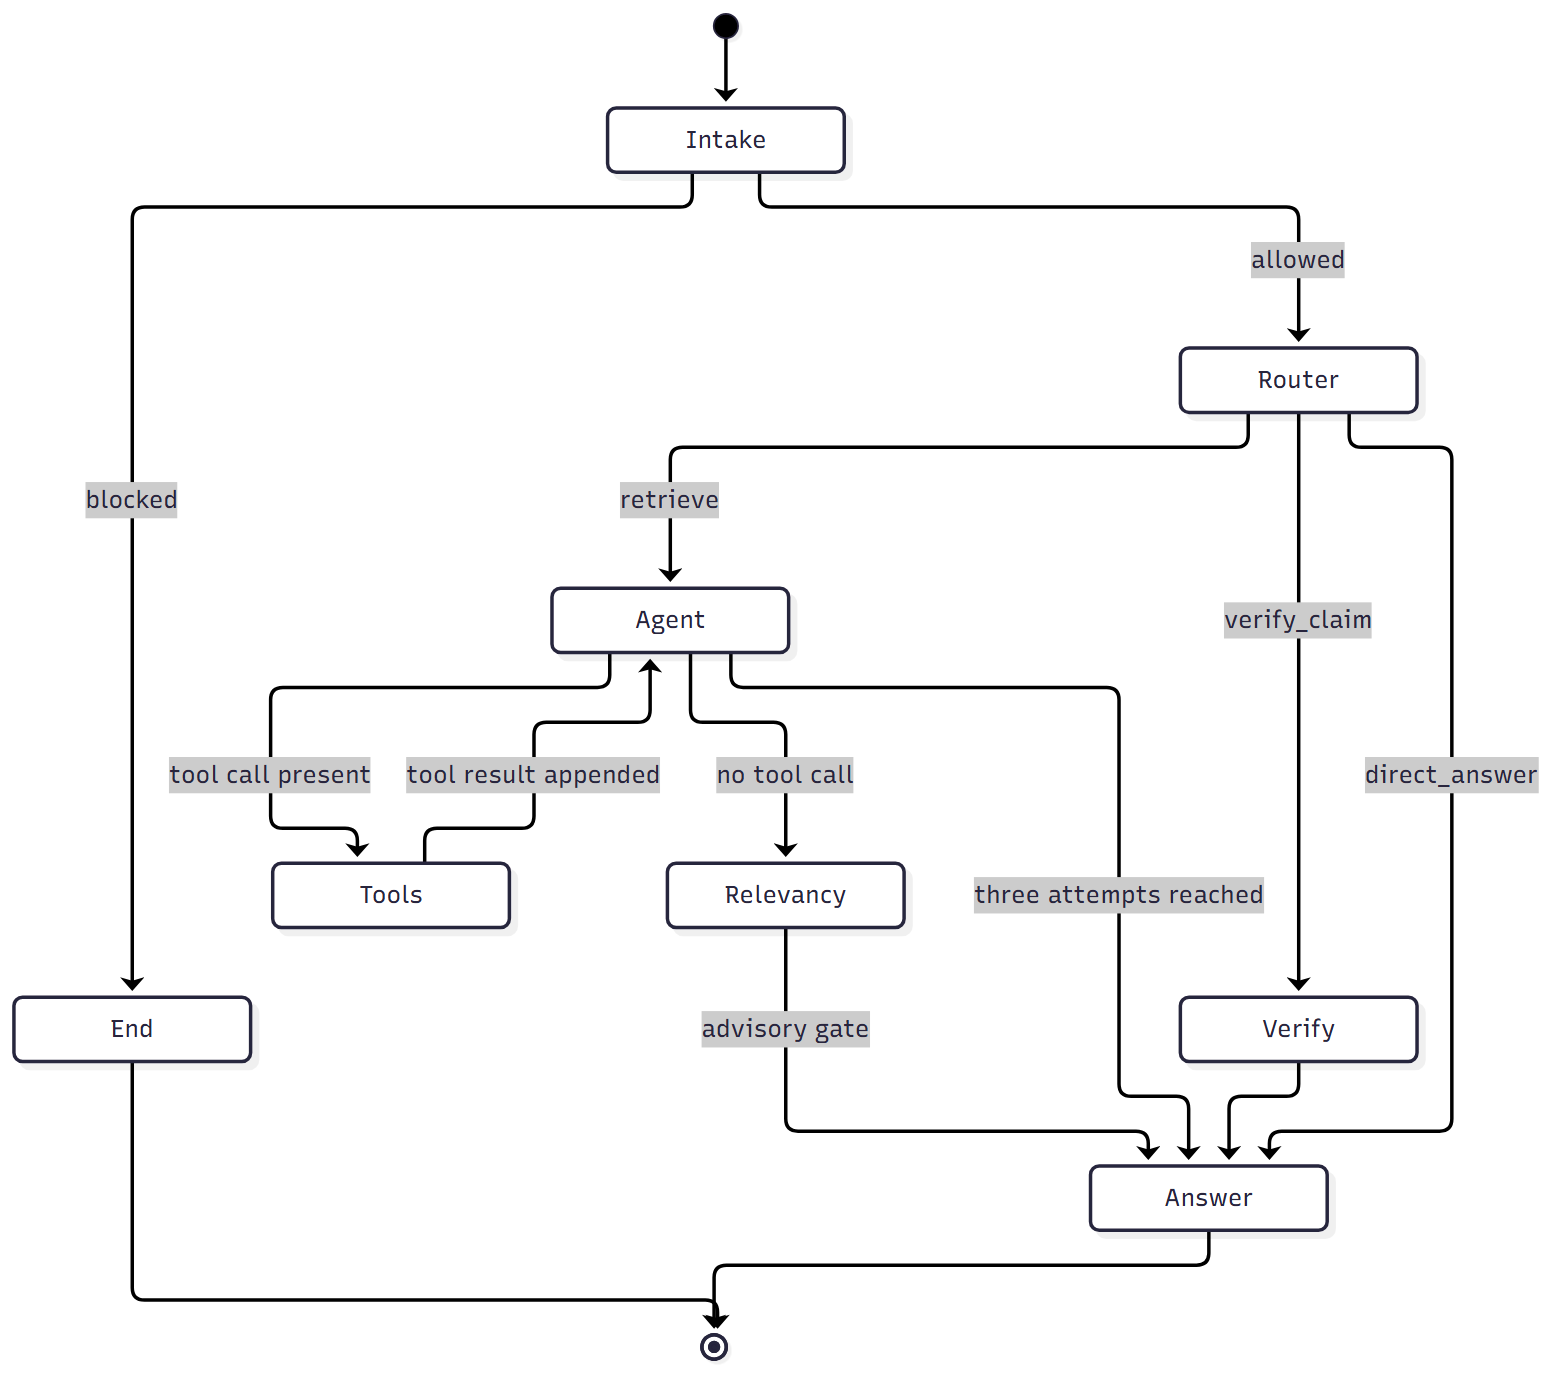 Intake
allowed
Router
blocked
retrieve
Agent
verify_claim
tool call present
tool result appended
no tool call
direct_answer
Tools
Relevancy
three attempts reached
End
advisory gate
Verify
Answer